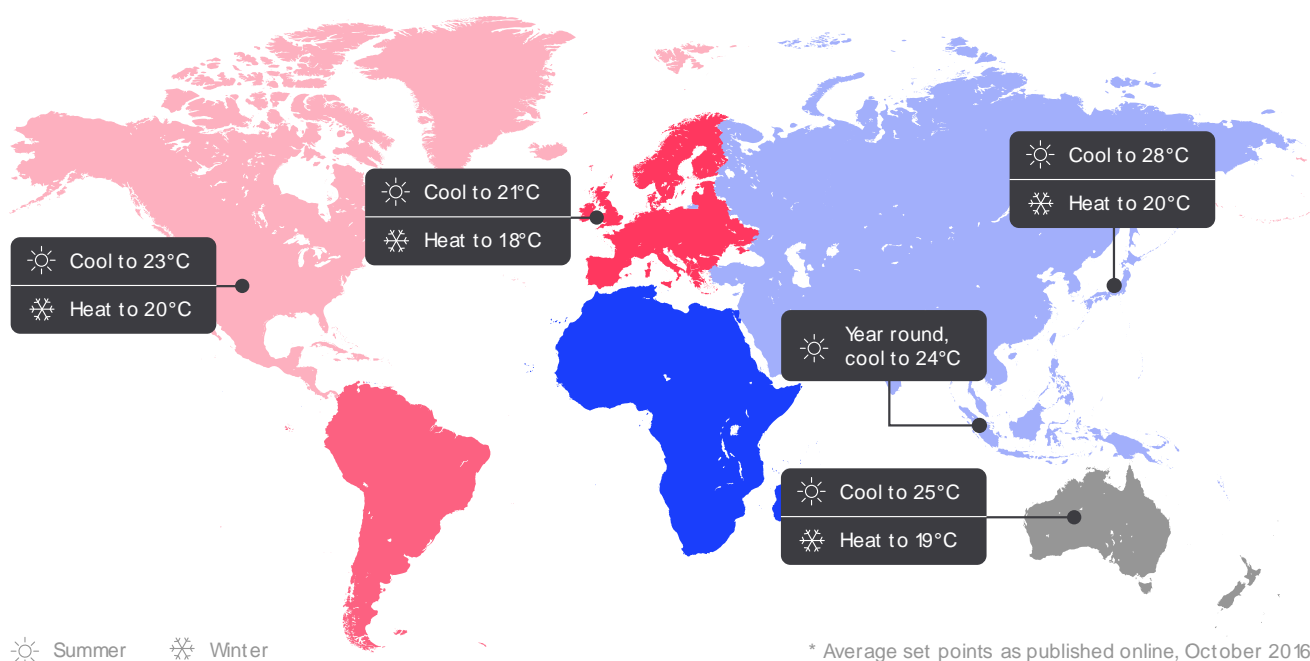 Cool to 28°C
Heat to 20°C
Cool to 21°C
Heat to 18°C
Cool to 23°C
Heat to 20°C
Year round,
cool to 24°C
Cool to 25°C
Heat to 19°C
Summer
Winter
* Average set points as published online, October 2016